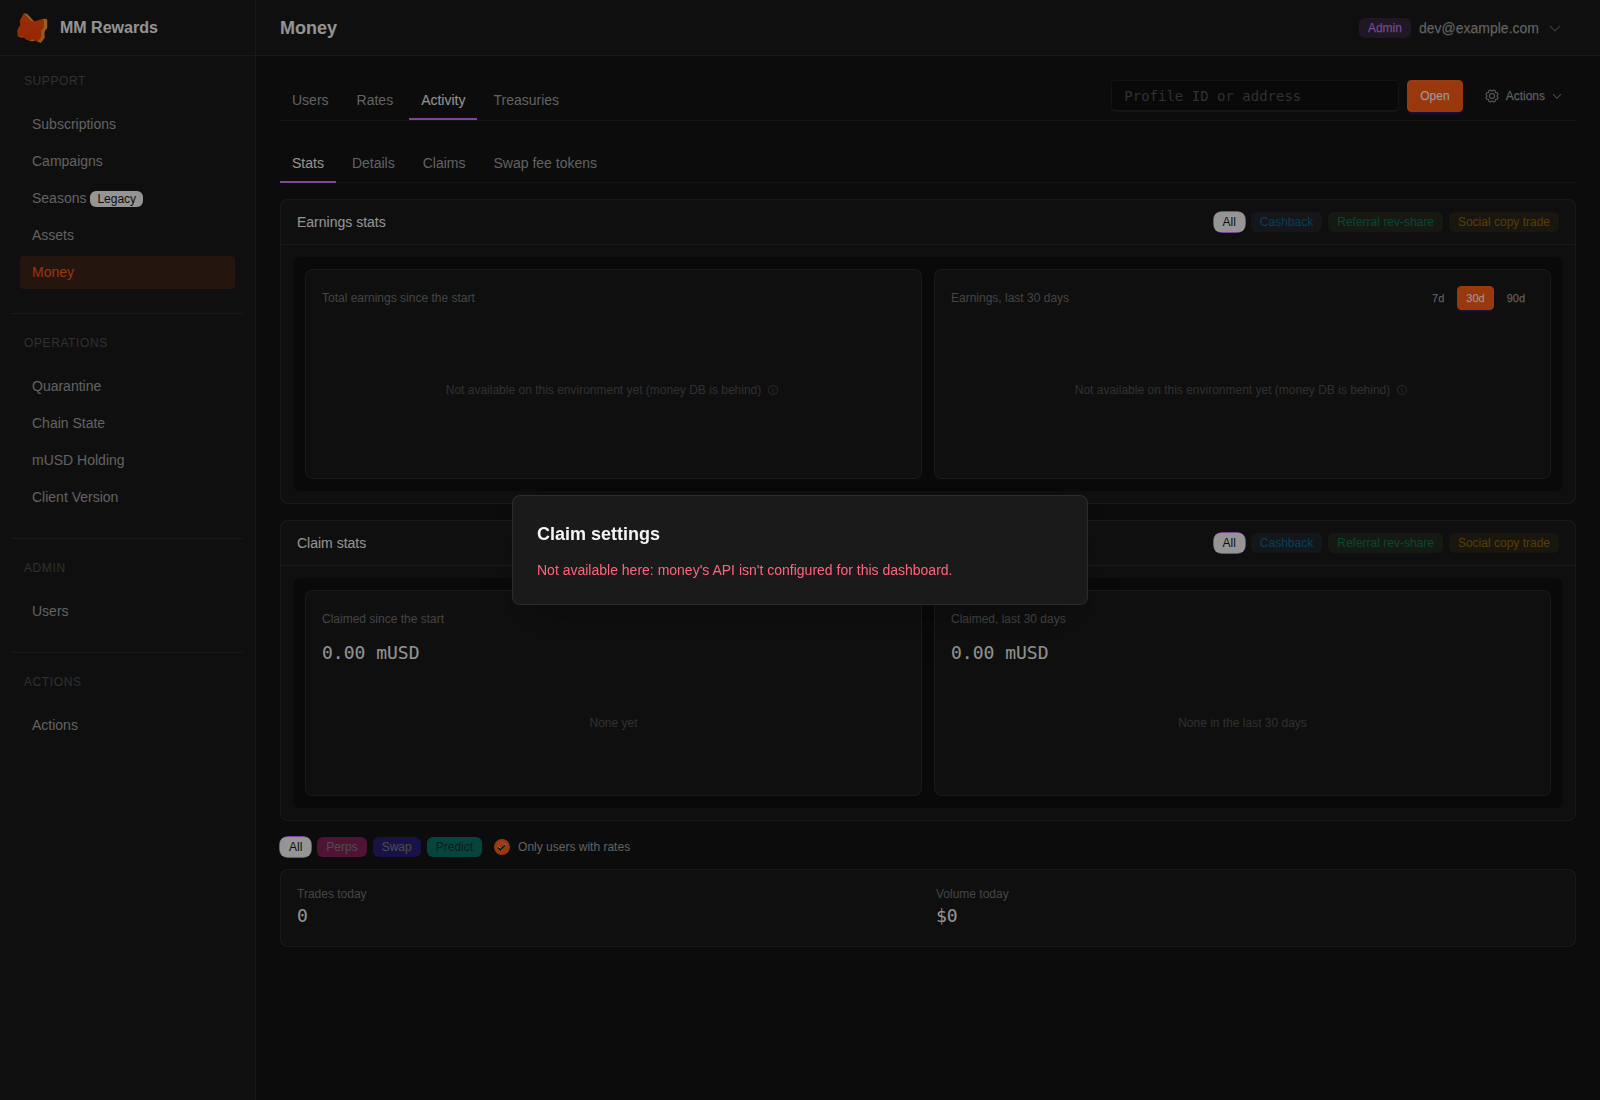 MM Rewards
Money
Admin dev@example.com
SUPPORT
Subscriptions
Campaigns
Seasons Legacy
Assets
Money
OPERATIONS
Quarantine
Chain State
mUSD Holding
Client Version
ADMIN
Users
ACTIONS
Actions
Users Rates Activity Treasuries
Profile ID or address Open Actions
Stats Details Claims Swap fee tokens
Earnings stats All Cashback Referral rev-share Social copy trade
Total earnings since the start
Not available on this environment yet (money DB is behind)
Earnings, last 30 days 7d 30d 90d
Not available on this environment yet (money DB is behind)
Claim settings
Not available here: money's API isn't configured for this dashboard.
Claim stats All Cashback Referral rev-share Social copy trade
Claimed since the start
0.00 mUSD
None yet
Claimed, last 30 days
0.00 mUSD
None in the last 30 days
All Perps Swap Predict Only users with rates
Trades today
0
Volume today
$0